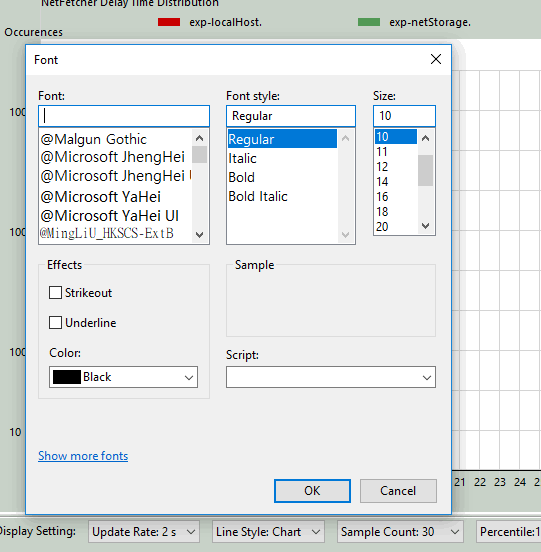 NetFetcher Delay Time Distribution
exp-localHost. exp-netStorage.
Occurences
Font
Font: Font style: Size:
Regular 10
@Malgun Gothic
@Microsoft JhengHei
@Microsoft JhengHei
@Microsoft YaHei
@Microsoft YaHei UI
@MingLiU_HKSCS-ExtB
Regular
Italic
Bold
Bold Italic
10
11
12
14
16
18
20
Effects
Strikeout
Underline
Color:
Black
Sample
Script:
Show more fonts
OK Cancel
100
100
100
10
21 22 23 24 2
Display Setting: Update Rate: 2 s Line Style: Chart Sample Count: 30 Percentile:1